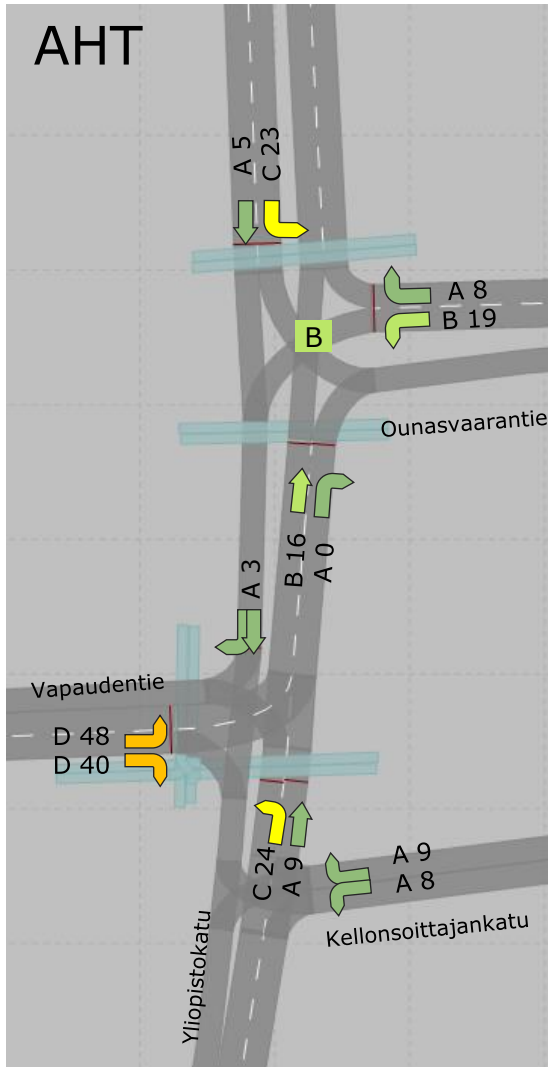 AHT
A 5
C 23
A 8
B 19
B
Ounasvaarantie
B 16
A 0
A 3
Vapaudentie
D 48
D 40
C 24
A 9
A 9
A 8
Kellonsoittajankatu
Yliopistokatu